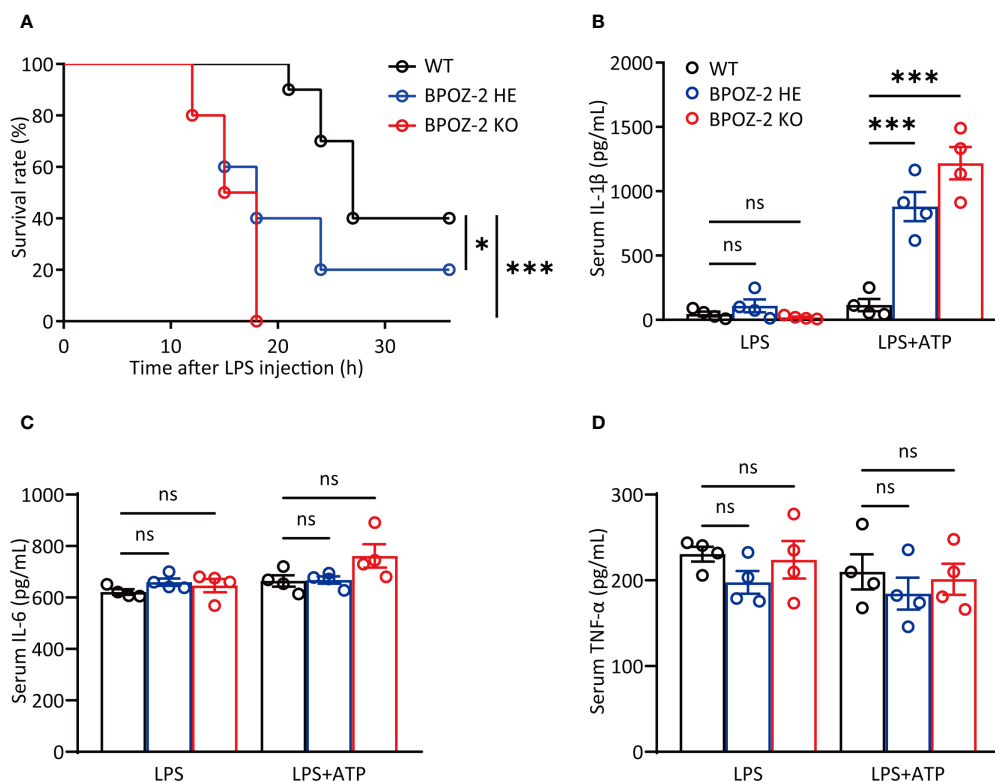 A
100
80
60
40
20
0
Survival rate (%)
WT
BPOZ-2 HE
BPOZ-2 KO
*
***
0 10 20 30
Time after LPS injection (h)
B
2000
1500
1000
500
0
Serum IL-1β (pg/mL)
WT
BPOZ-2 HE
BPOZ-2 KO
***
***
ns
ns
LPS LPS+ATP
C
1000
800
600
400
200
0
Serum IL-6 (pg/mL)
ns
ns
ns
ns
LPS LPS+ATP
D
300
200
100
0
Serum TNF-α (pg/mL)
ns
ns
ns
ns
LPS LPS+ATP